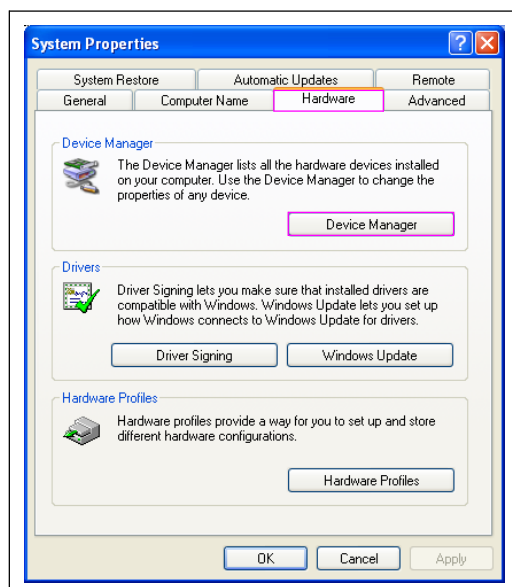 System Properties
System Restore
Automatic Updates
Remote
General
Computer Name
Hardware
Advanced
Device Manager
The Device Manager lists all the hardware devices installed
on your computer. Use the Device Manager to change the
properties of any device.
Device Manager
Drivers
Driver Signing lets you make sure that installed drivers are
compatible with Windows. Windows Update lets you set up
how Windows connects to Windows Update for drivers.
Driver Signing
Windows Update
Hardware Profiles
Hardware profiles provide a way for you to set up and store
different hardware configurations.
Hardware Profiles
OK
Cancel
Apply